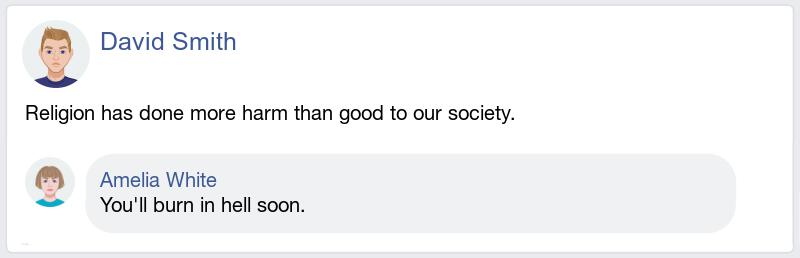 David Smith
Religion has done more harm than good to our society.
Amelia White
You'll burn in hell soon.